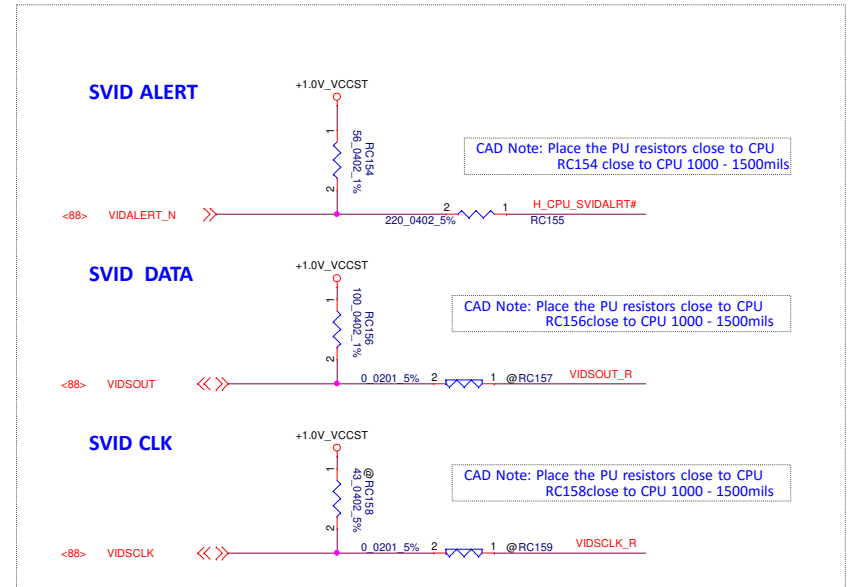 SVID ALERT
+1.0V_VCCST
1
RC154
56_0402_1%
2
CAD Note: Place the PU resistors close to CPU
RC154 close to CPU 1000 - 1500mils
<88> VIDALERT_N
2 1 H_CPU_SVIDALRT#
220_0402_5% RC155
SVID DATA
+1.0V_VCCST
1
RC156
100_0402_1%
2
CAD Note: Place the PU resistors close to CPU
RC156close to CPU 1000 - 1500mils
<88> VIDSOUT
0_0201_5% 2 1 @RC157 VIDSOUT_R
SVID CLK
+1.0V_VCCST
1
@RC158
43_0402_5%
2
CAD Note: Place the PU resistors close to CPU
RC158close to CPU 1000 - 1500mils
<88> VIDSCLK
0_0201_5% 2 1 @RC159 VIDSCLK_R